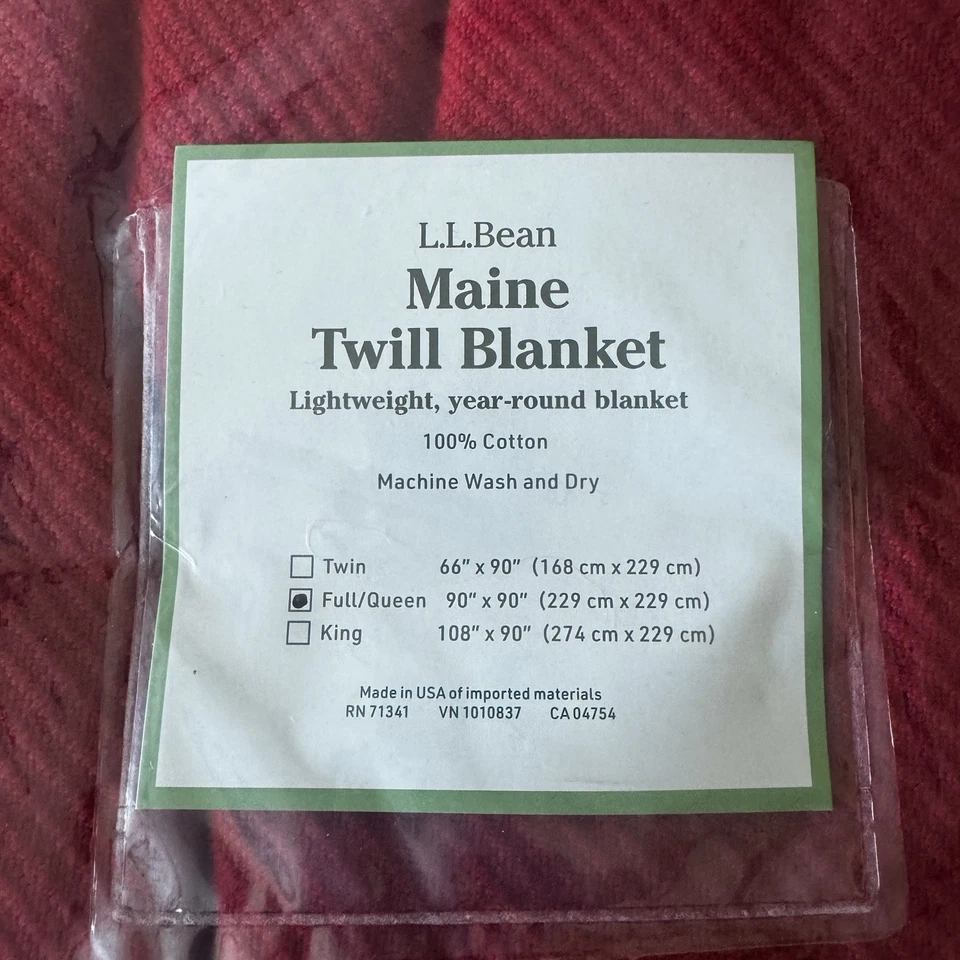 L.L.Bean
Maine
Twill Blanket
Lightweight, year-round blanket
100% Cotton
Machine Wash and Dry
Twin 66" x 90" (168 cm x 229 cm)
Full/Queen 90" x 90" (229 cm x 229 cm)
King 108" x 90" (274 cm x 229 cm)
Made in USA of imported materials
RN 71341 VN 1010837 CA 04754